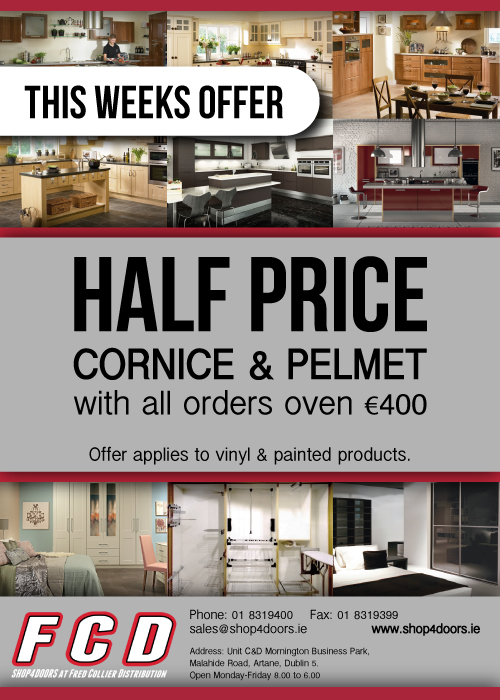 THIS WEEKS OFFER
HALF PRICE
CORNICE & PELMET
with all orders oven €400
Offer applies to vinyl & painted products.
FCD
SHOP4DOORS AT FRED COLLIER DISTRIBUTION
Phone: 01 8319400 Fax: 01 8319399
sales@shop4doors.ie www.shop4doors.ie
Address: Unit C&D Mornington Business Park,
Malahide Road, Artane, Dublin 5.
Open Monday-Friday 8.00 to 6.00